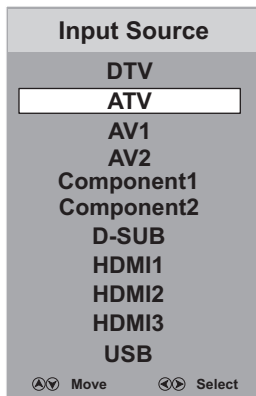 Input Source
DTV
ATV
AV1
AV2
Component1
Component2
D-SUB
HDMI1
HDMI2
HDMI3
USB
Move Select